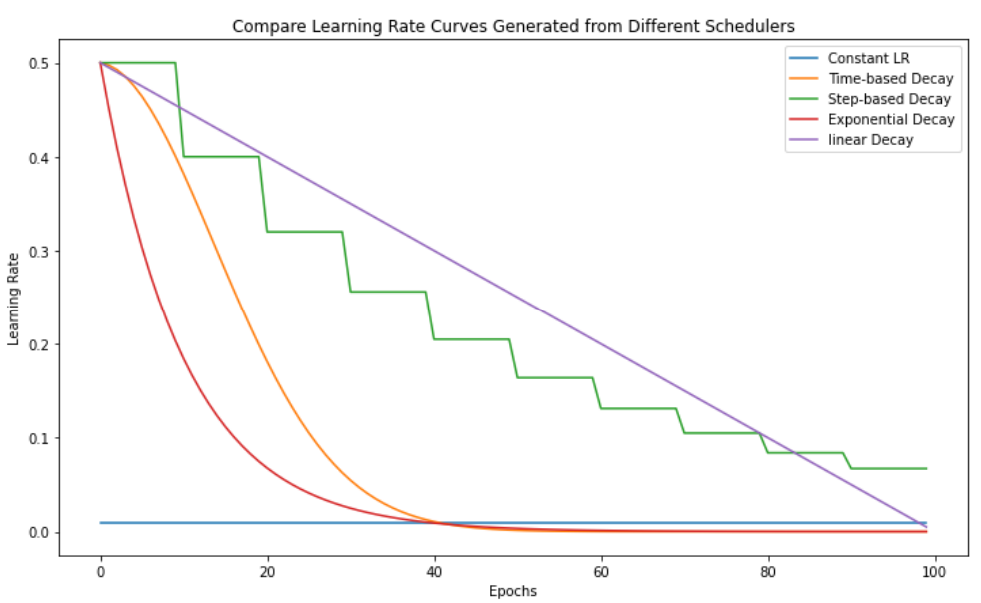 Compare Learning Rate Curves Generated from Different Schedulers
Constant LR
Time-based Decay
Step-based Decay
Exponential Decay
linear Decay
0.5
0.4
0.3
0.2
0.1
0.0
Learning Rate
0
20
40
60
80
100
Epochs